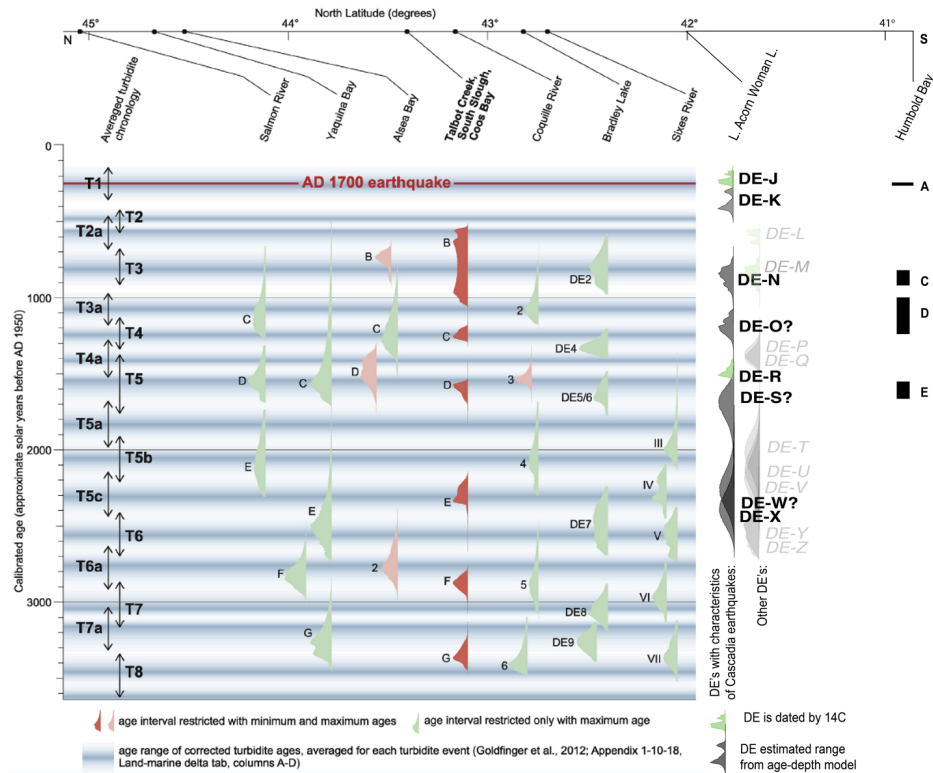 North Latitude (degrees)
45° 44° 43° 42° 41°
N S
Averaged turbidite
chronology
Salmon River
Yaquina Bay
Alsea Bay
Talbot Creek,
South Slough,
Coos Bay
Coquille River
Bradley Lake
Sixes River
L. Acorn Woman L.
Humbold Bay
Calibrated age (approximate solar years before AD 1950)
0
1000
2000
3000
AD 1700 earthquake
T1
T2
T2a
T3
T3a
T4
T4a
T5
T5a
T5b
T5c
T6
T6a
T7
T7a
T8
C
D
E
F
C
E
G
B
C
D
2
B
C
D
E
F
G
2
3
4
5
6
DE2
DE4
DE5/6
DE7
DE8
DE9
III
IV
V
VI
VII
DE-J
DE-K
DE-L
DE-M
DE-N
DE-O?
DE-P
DE-Q
DE-R
DE-S?
DE-T
DE-U
DE-V
DE-W?
DE-X
DE-Y
DE-Z
A
C
D
E
DE's with characteristics
of Cascadia earthquakes:
Other DE's:
age interval restricted with minimum and maximum ages
age interval restricted only with maximum age
age range of corrected turbidite ages, averaged for each turbidite event (Goldfinger et al., 2012; Appendix 1-10-18,
Land-marine delta tab, columns A-D)
DE is dated by 14C
DE estimated range
from age-depth model